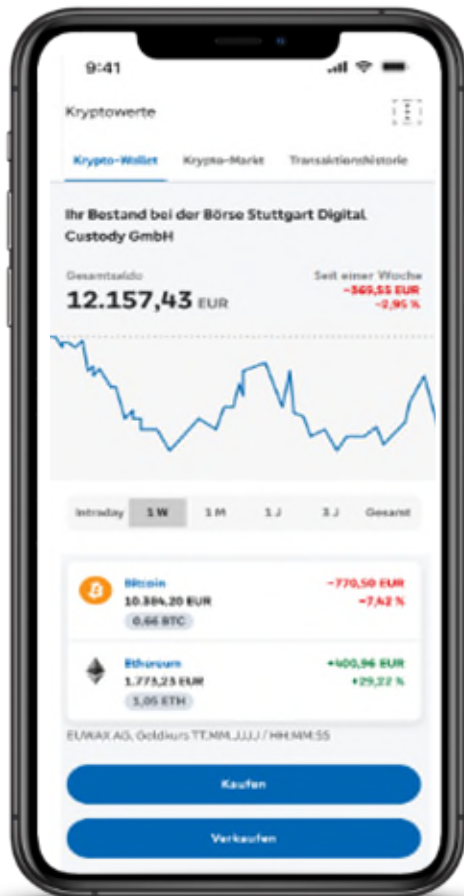 9:41
Kryptowerte
Krypto-Wallet Krypto-Markt Transaktionshistorie
Ihr Bestand bei der Börse Stuttgart Digital
Custody GmbH
Gesamtsaldo Seit einer Woche
12.157,43 EUR -369,55 EUR
-2,95 %
Intraday 1 W 1 M 1 J 3 J Gesamt
Bitcoin -770,50 EUR
10.384,20 EUR -7,42 %
0,66 BTC
Ethereum +400,96 EUR
1.773,23 EUR +29,22 %
1,05 ETH
EUWAX AG, Goldkurs TT.MM.JJJJ / HH:MM:SS
Kaufen
Verkaufen